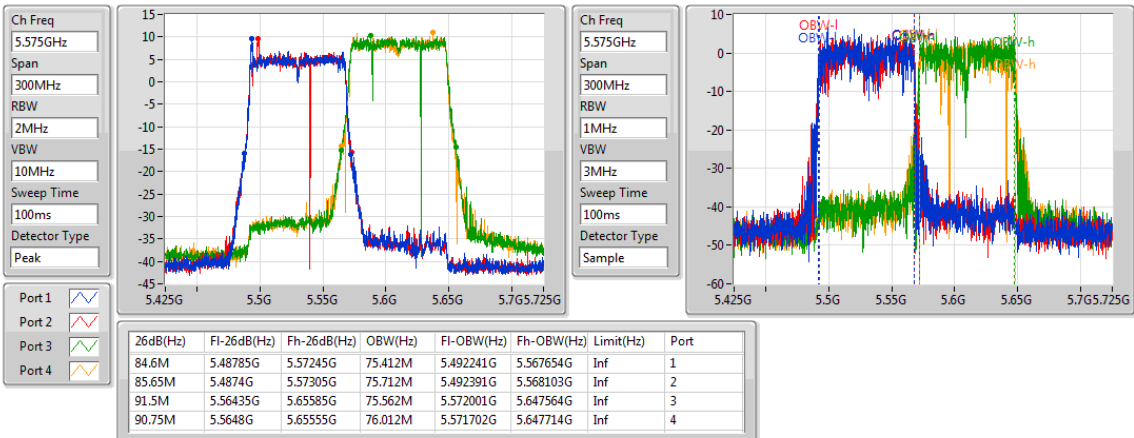 Ch Freq
5.575GHz
Span
300MHz
RBW
2MHz
VBW
10MHz
Sweep Time
100ms
Detector Type
Peak
15
10
5
0
-5
-10
-15
-20
-25
-30
-35
-40
-45
5.425G 5.5G 5.55G 5.6G 5.65G 5.7G5.725G
Ch Freq
5.575GHz
Span
300MHz
RBW
1MHz
VBW
3MHz
Sweep Time
100ms
Detector Type
Sample
10
0
-10
-20
-30
-40
-50
-60
OBW-l
OBW-h
5.425G 5.5G 5.55G 5.6G 5.65G 5.7G5.725G
Port 1
Port 2
Port 3
Port 4
26dB(Hz) Fl-26dB(Hz) Fh-26dB(Hz) OBW(Hz) Fl-OBW(Hz) Fh-OBW(Hz) Limit(Hz) Port
84.6M 5.48785G 5.57245G 75.412M 5.492241G 5.567654G Inf 1
85.65M 5.4874G 5.57305G 75.712M 5.492391G 5.568103G Inf 2
91.5M 5.56435G 5.65585G 75.562M 5.572001G 5.647564G Inf 3
90.75M 5.5648G 5.65555G 76.012M 5.571702G 5.647714G Inf 4